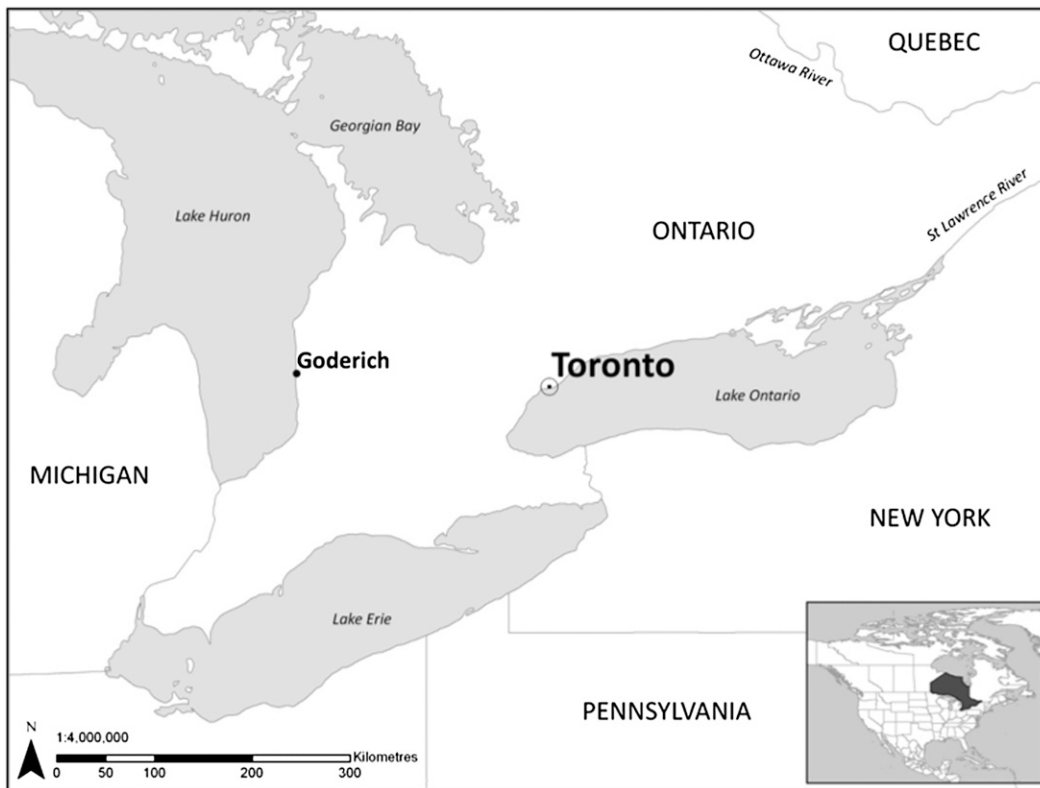 QUEBEC
Ottawa River
Georgian Bay
St Lawrence River
Lake Huron
ONTARIO
Goderich
Toronto
Lake Ontario
MICHIGAN
NEW YORK
Lake Erie
PENNSYLVANIA
N
1:4,000,000
Kilometres
0 50 100 200 300